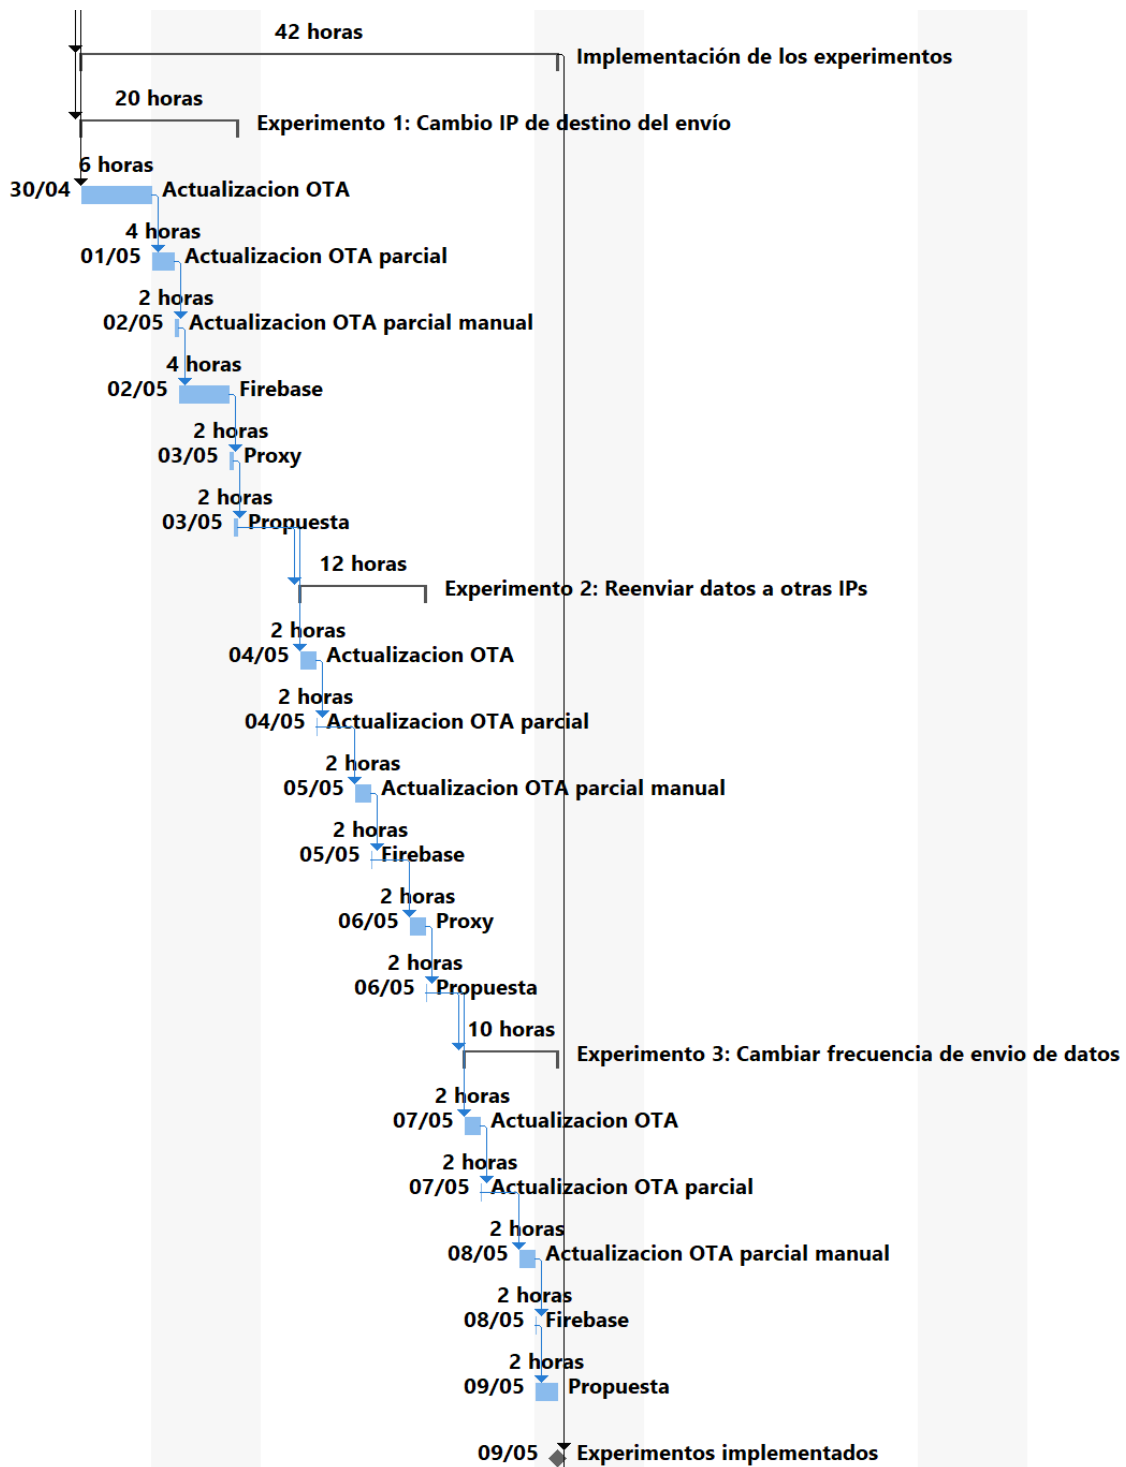 42 horas
Implementación de los experimentos
20 horas
Experimento 1: Cambio IP de destino del envío
6 horas
30/04 Actualizacion OTA
4 horas
01/05 Actualizacion OTA parcial
2 horas
02/05 Actualizacion OTA parcial manual
4 horas
02/05 Firebase
2 horas
03/05 Proxy
2 horas
03/05 Propuesta
12 horas
Experimento 2: Reenviar datos a otras IPs
2 horas
04/05 Actualizacion OTA
2 horas
04/05 Actualizacion OTA parcial
2 horas
05/05 Actualizacion OTA parcial manual
2 horas
05/05 Firebase
2 horas
06/05 Proxy
2 horas
06/05 Propuesta
10 horas
Experimento 3: Cambiar frecuencia de envio de datos
2 horas
07/05 Actualizacion OTA
2 horas
07/05 Actualizacion OTA parcial
2 horas
08/05 Actualizacion OTA parcial manual
2 horas
08/05 Firebase
2 horas
09/05 Propuesta
09/05 Experimentos implementados